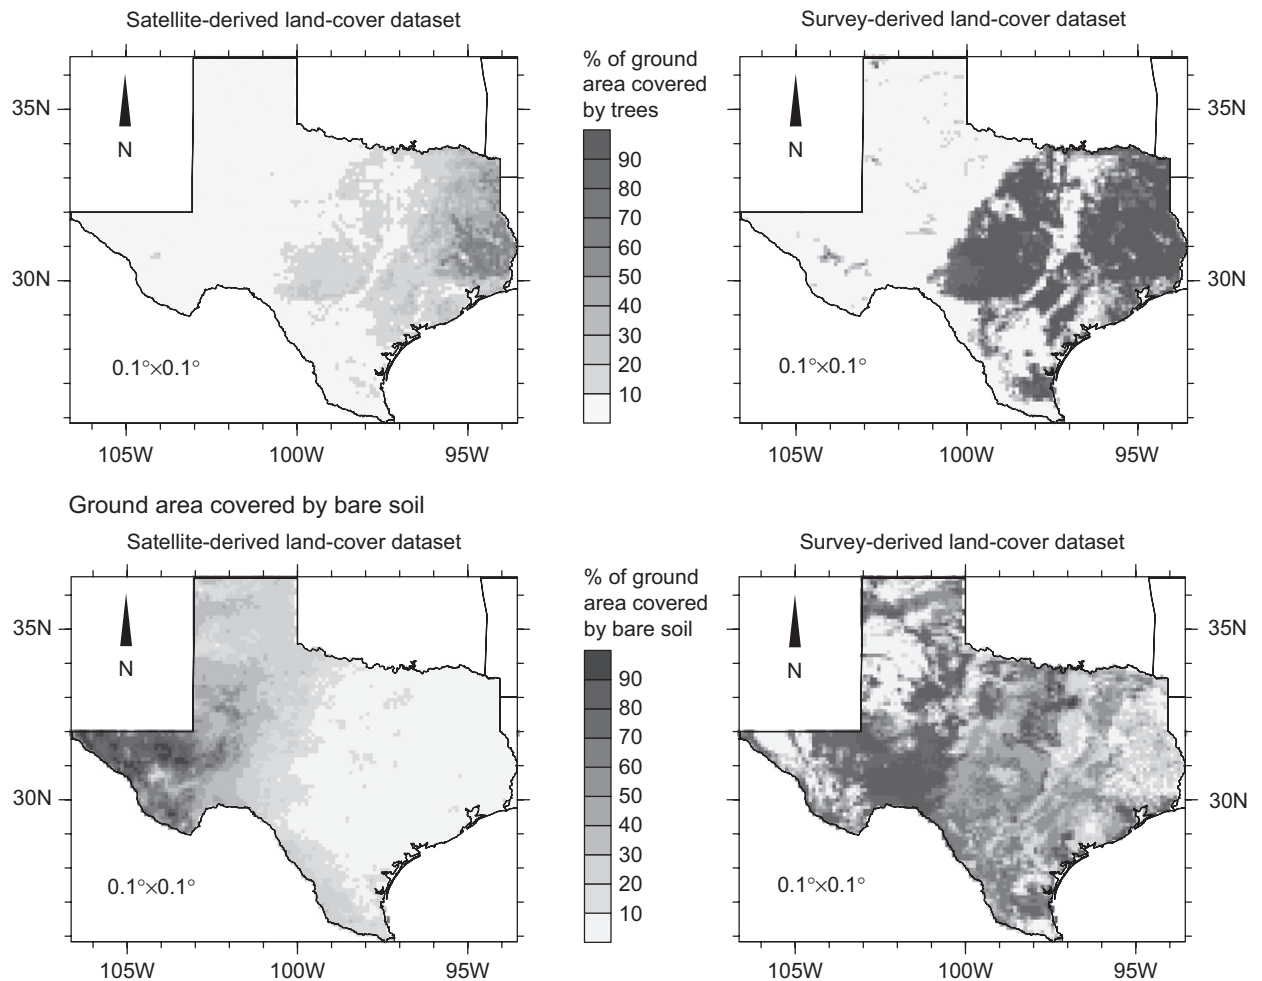 Satellite-derived land-cover dataset
Survey-derived land-cover dataset
% of ground
area covered
by trees
35N
35N
N
N
90
80
70
60
50
40
30
20
10
30N
30N
0.1°×0.1°
0.1°×0.1°
105W
100W
95W
105W
100W
95W
Ground area covered by bare soil
Satellite-derived land-cover dataset
Survey-derived land-cover dataset
% of ground
area covered
by bare soil
35N
35N
N
N
90
80
70
60
50
40
30
20
10
30N
30N
0.1°×0.1°
0.1°×0.1°
105W
100W
95W
105W
100W
95W